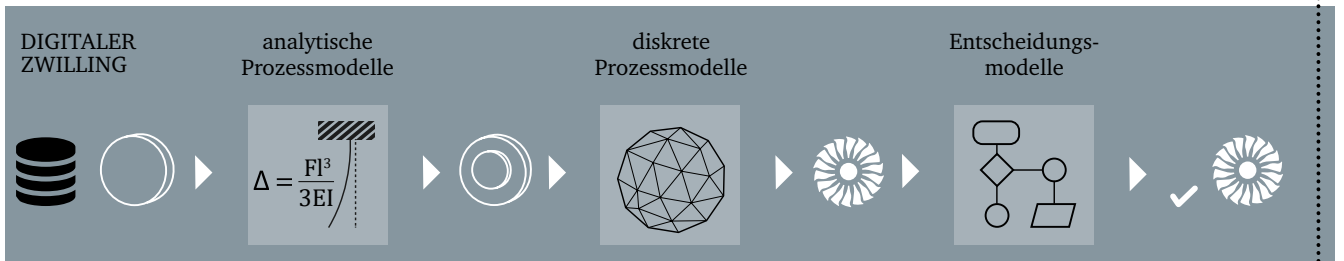 DIGITALER
ZWILLING
analytische
Prozessmodelle
diskrete
Prozessmodelle
Entscheidungs-
modelle
Δ = Fl³
3EI